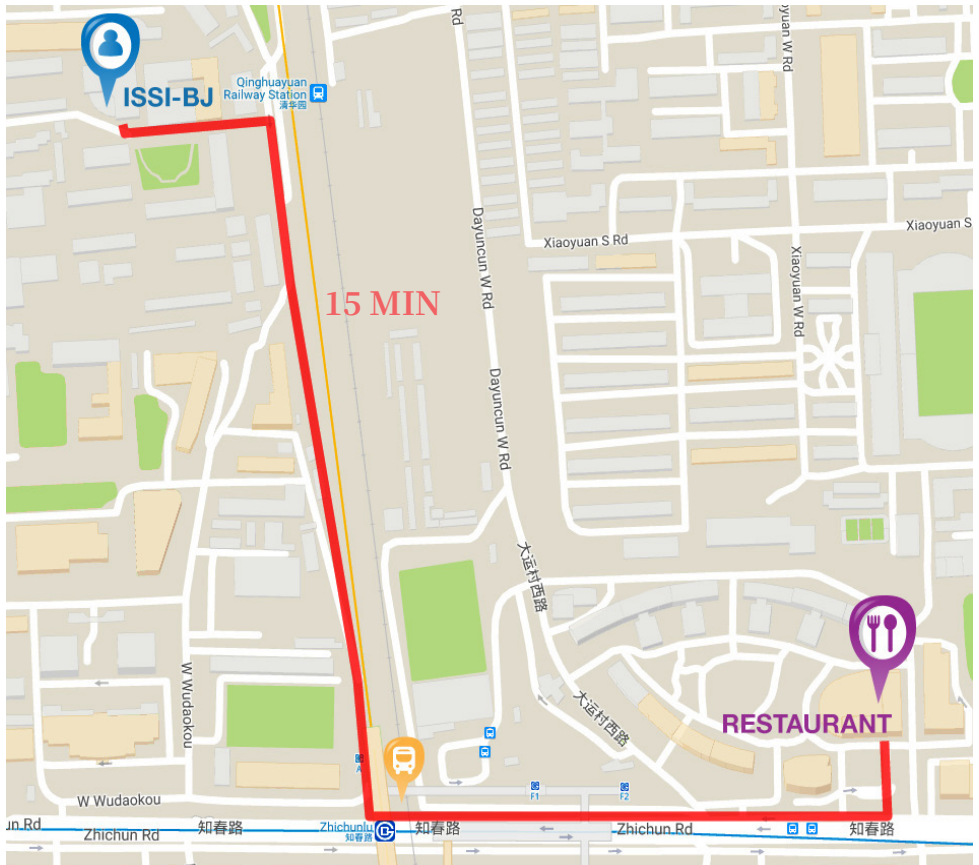 Rd
Xiaoyuan W Rd
ISSI-BJ
Qinghuayuan
Railway Station
清华园
Dayuncun W Rd
Xiaoyuan S Rd
Xiaoyuan S
Xiaoyuan W Rd
15 MIN
Dayuncun W Rd
大运村西路
W Wudaokou
大运村西路
RESTAURANT
A
F1
F2
W Wudaokou
un.Rd
Zhichun Rd
知春路
Zhichunlu
知春路
知春路
Zhichun Rd
知春路